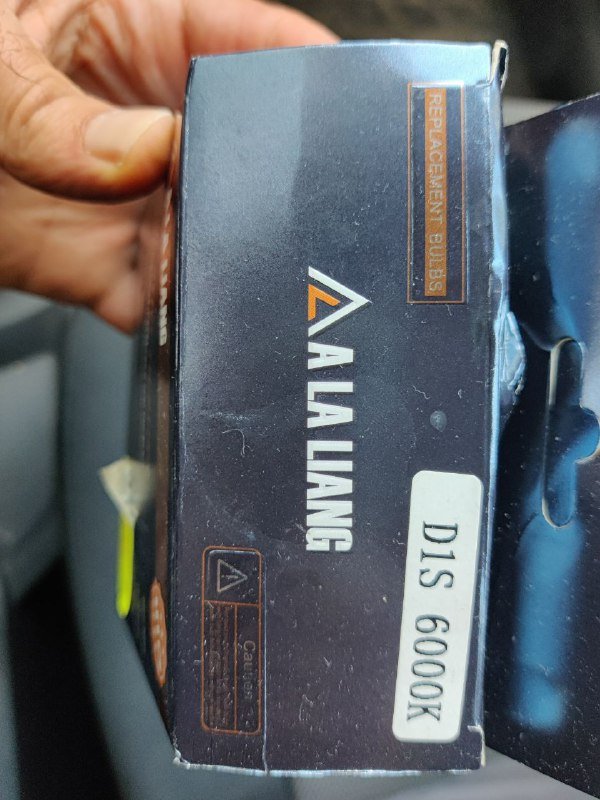 REPLACEMENT BULBS
A LA LIANG
D1S 6000K
Caution